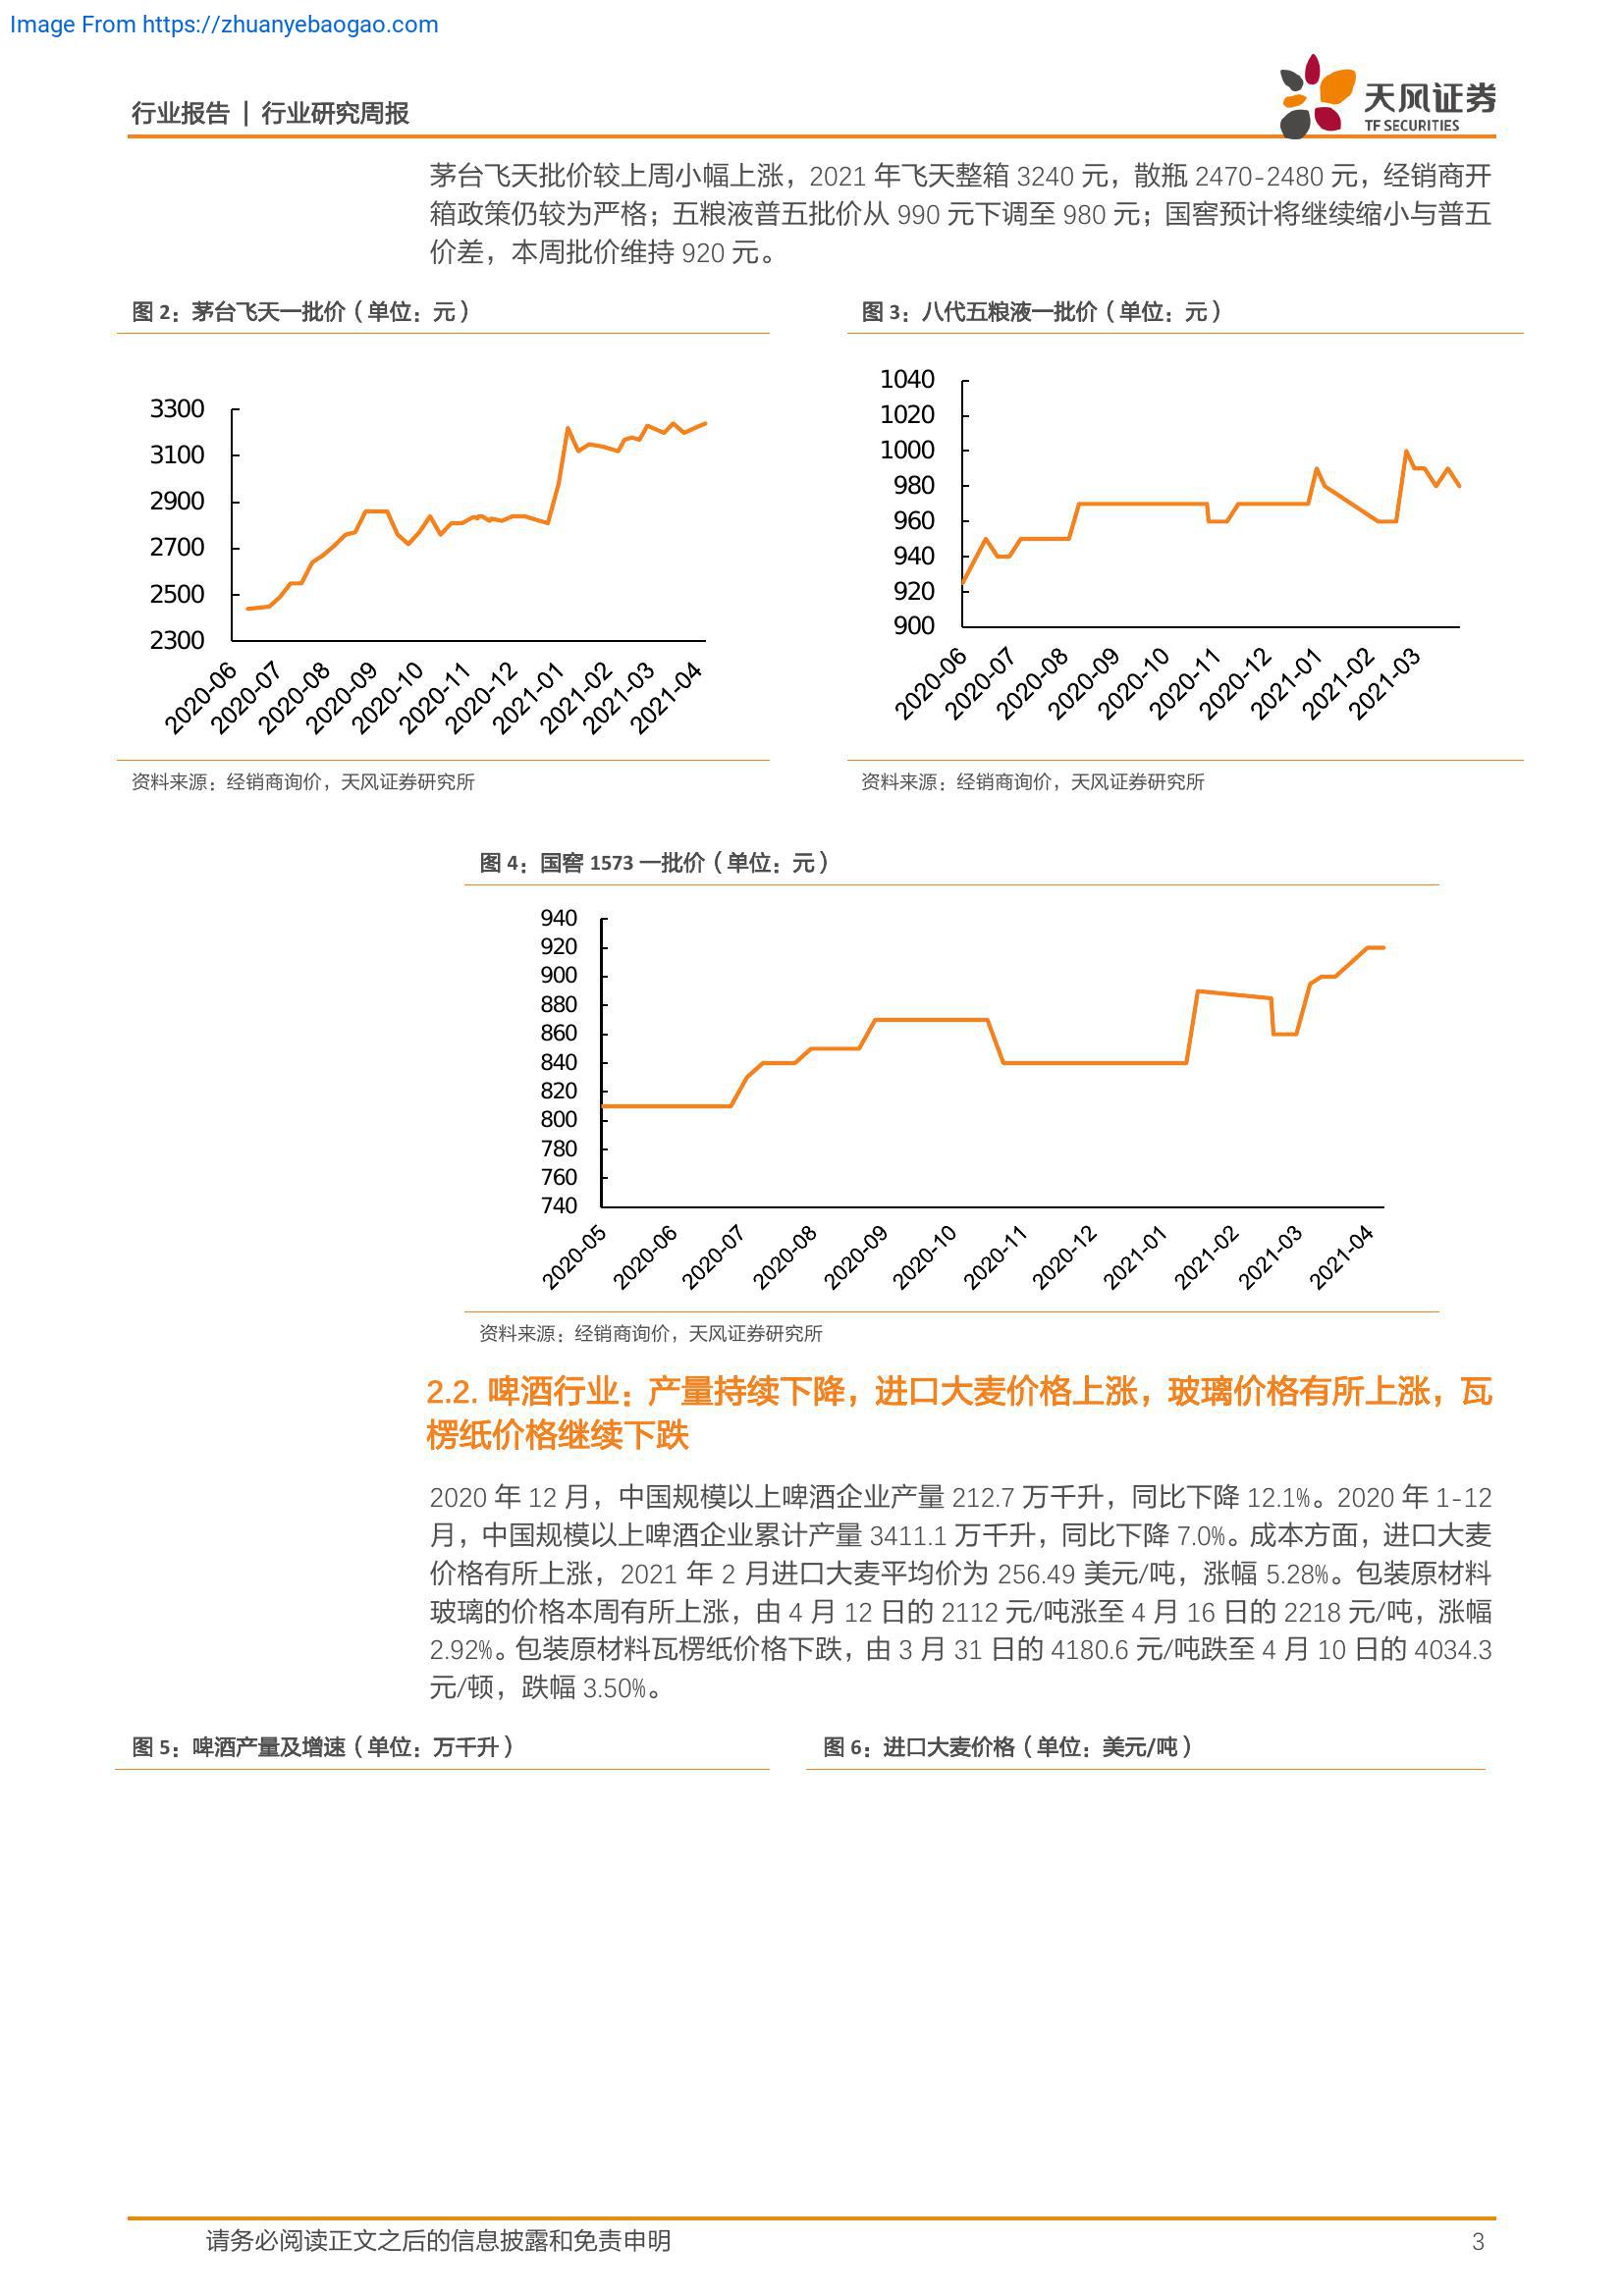 Image From https://zhuanyebaogao.com
行业报告 | 行业研究周报
天风证券
TF SECURITIES
茅台飞天批价较上周小幅上涨，2021 年飞天整箱 3240 元，散瓶 2470-2480 元，经销商开
箱政策仍较为严格；五粮液普五批价从 990 元下调至 980 元；国窖预计将继续缩小与普五
价差，本周批价维持 920 元。
图 2：茅台飞天一批价（单位：元）
3300
3100
2900
2700
2500
2300
2020-06
2020-07
2020-08
2020-09
2020-10
2020-11
2020-12
2021-01
2021-02
2021-03
2021-04
资料来源：经销商询价，天风证券研究所
图 3：八代五粮液一批价（单位：元）
1040
1020
1000
980
960
940
920
900
2020-06
2020-07
2020-08
2020-09
2020-10
2020-11
2020-12
2021-01
2021-02
2021-03
资料来源：经销商询价，天风证券研究所
图 4：国窖 1573 一批价（单位：元）
940
920
900
880
860
840
820
800
780
760
740
2020-05
2020-06
2020-07
2020-08
2020-09
2020-10
2020-11
2020-12
2021-01
2021-02
2021-03
2021-04
资料来源：经销商询价，天风证券研究所
2.2. 啤酒行业：产量持续下降，进口大麦价格上涨，玻璃价格有所上涨，瓦
楞纸价格继续下跌
2020 年 12 月，中国规模以上啤酒企业产量 212.7 万千升，同比下降 12.1%。2020 年 1-12
月，中国规模以上啤酒企业累计产量 3411.1 万千升，同比下降 7.0%。成本方面，进口大麦
价格有所上涨，2021 年 2 月进口大麦平均价为 256.49 美元/吨，涨幅 5.28%。包装原材料
玻璃的价格本周有所上涨，由 4 月 12 日的 2112 元/吨涨至 4 月 16 日的 2218 元/吨，涨幅
2.92%。包装原材料瓦楞纸价格下跌，由 3 月 31 日的 4180.6 元/吨跌至 4 月 10 日的 4034.3
元/顿，跌幅 3.50%。
图 5：啤酒产量及增速（单位：万千升）
图 6：进口大麦价格（单位：美元/吨）
请务必阅读正文之后的信息披露和免责申明
3